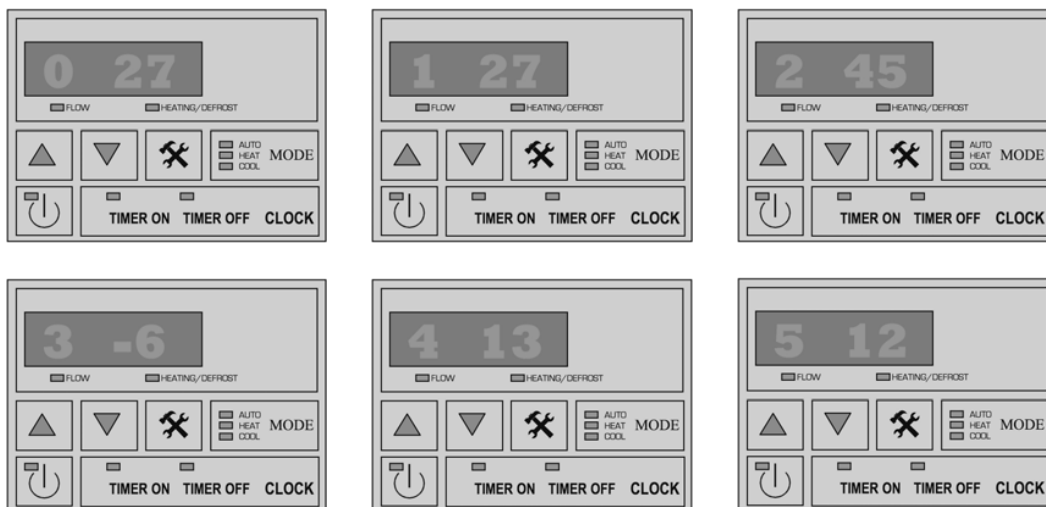 0 27
FLOW HEATING/DEFROST
AUTO
HEAT
COOL
MODE
TIMER ON TIMER OFF CLOCK
1 27
FLOW HEATING/DEFROST
AUTO
HEAT
COOL
MODE
TIMER ON TIMER OFF CLOCK
2 45
FLOW HEATING/DEFROST
AUTO
HEAT
COOL
MODE
TIMER ON TIMER OFF CLOCK
3 -6
FLOW HEATING/DEFROST
AUTO
HEAT
COOL
MODE
TIMER ON TIMER OFF CLOCK
4 13
FLOW HEATING/DEFROST
AUTO
HEAT
COOL
MODE
TIMER ON TIMER OFF CLOCK
5 12
FLOW HEATING/DEFROST
AUTO
HEAT
COOL
MODE
TIMER ON TIMER OFF CLOCK